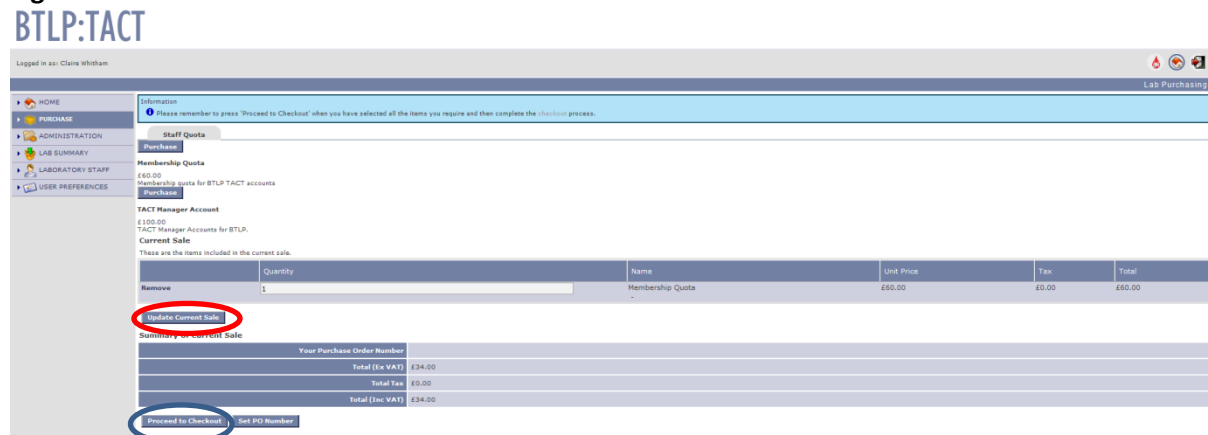 BTLP:TACT
Logged in as: Claire Whitham
Lab Purchasing
HOME
PURCHASE
ADMINISTRATION
LAB SUMMARY
LABORATORY STAFF
USER PREFERENCES
Information
Please remember to press 'Proceed to Checkout' when you have selected all the items you require and then complete the checkout process.
Staff Quota
Purchase
Membership Quota
£60.00
Membership quota for BTLP TACT accounts
Purchase
TACT Manager Account
£100.00
TACT Manager Accounts for BTLP.
Current Sale
These are the items included in the current sale.
Quantity Name Unit Price Tax Total
Remove 1 Membership Quota £60.00 £0.00 £60.00
-
Update Current Sale
Summary of Current Sale
Your Purchase Order Number
Total (Ex VAT) £34.00
Total Tax £0.00
Total (Inc VAT) £34.00
Proceed to Checkout Set PO Number